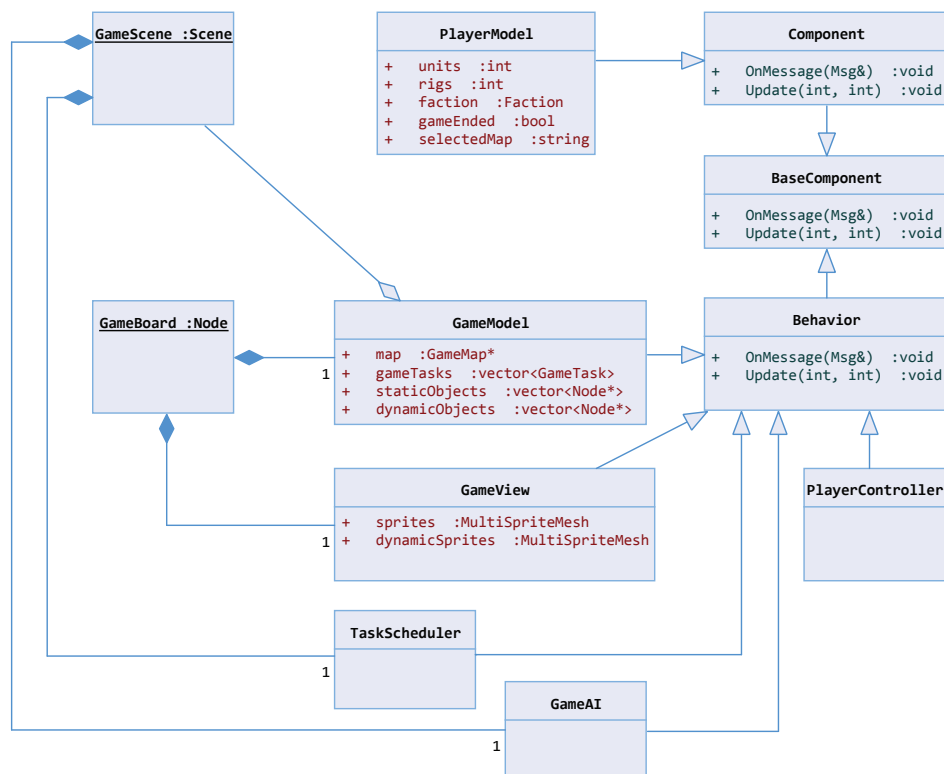 GameScene :Scene
PlayerModel
+ units :int
+ rigs :int
+ faction :Faction
+ gameEnded :bool
+ selectedMap :string
Component
+ OnMessage(Msg&) :void
+ Update(int, int) :void
BaseComponent
+ OnMessage(Msg&) :void
+ Update(int, int) :void
GameBoard :Node
GameModel
+ map :GameMap*
+ gameTasks :vector<GameTask>
+ staticObjects :vector<Node*>
+ dynamicObjects :vector<Node*>
1
Behavior
+ OnMessage(Msg&) :void
+ Update(int, int) :void
GameView
+ sprites :MultiSpriteMesh
+ dynamicSprites :MultiSpriteMesh
1
PlayerController
TaskScheduler
1
GameAI
1